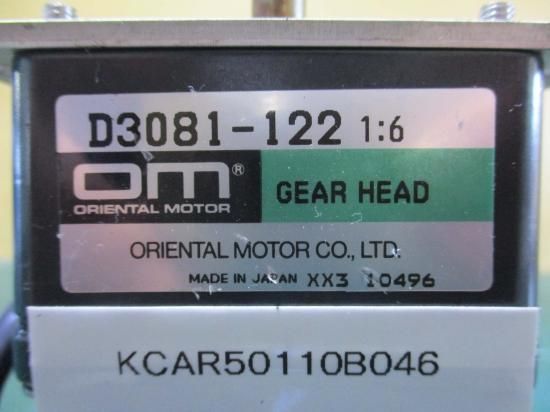 D3081-122 1:6
OM® GEAR HEAD
ORIENTAL MOTOR
ORIENTAL MOTOR CO., LTD.
MADE IN JAPAN XX3 10496
KCAR50110B046